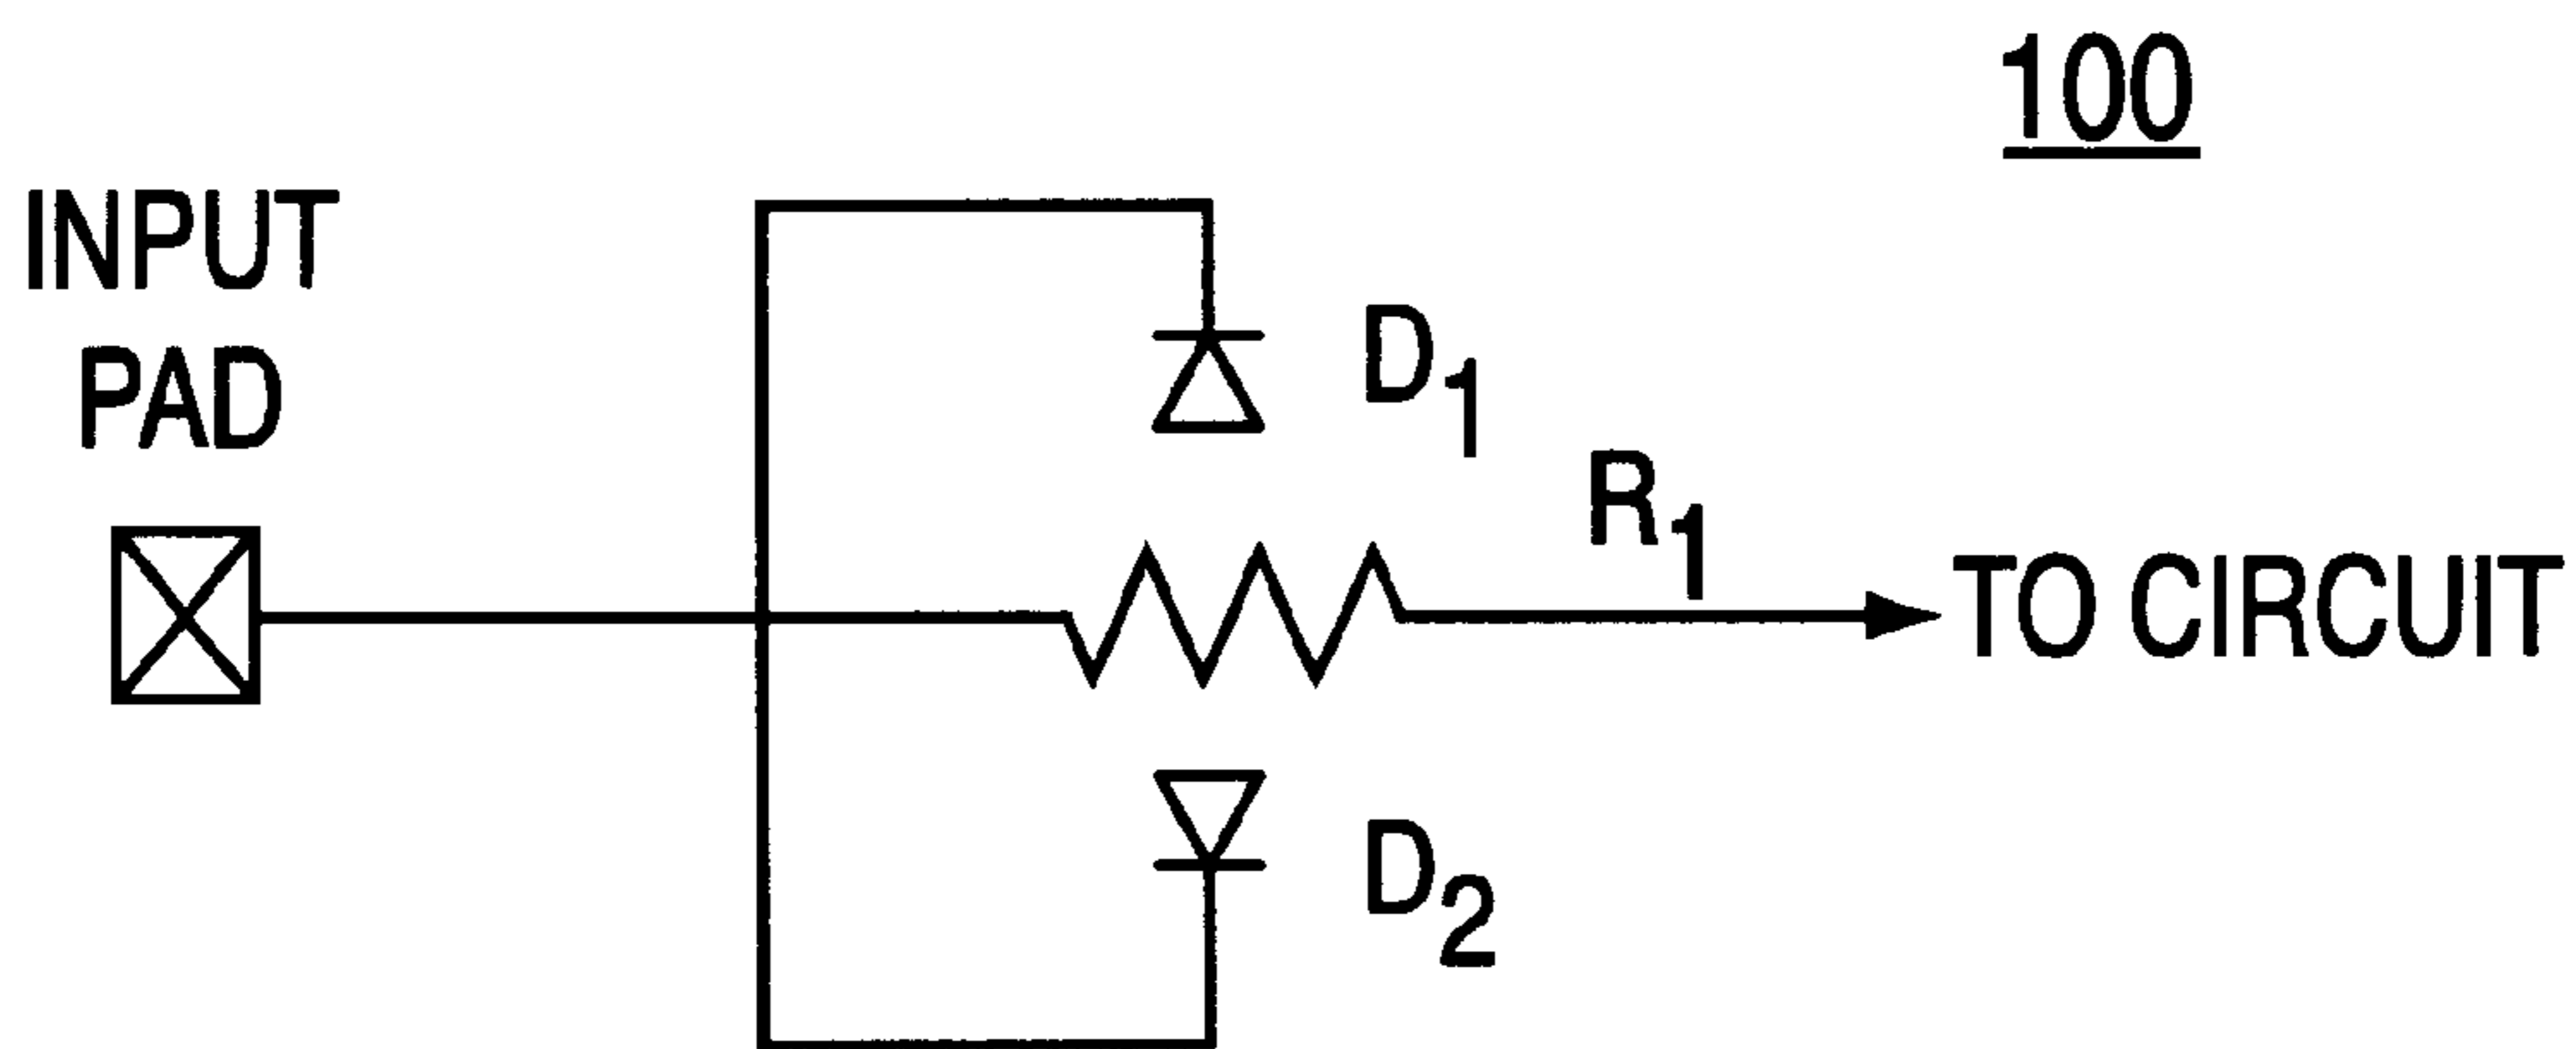 100
INPUT
PAD
D1
R1
TO CIRCUIT
D2